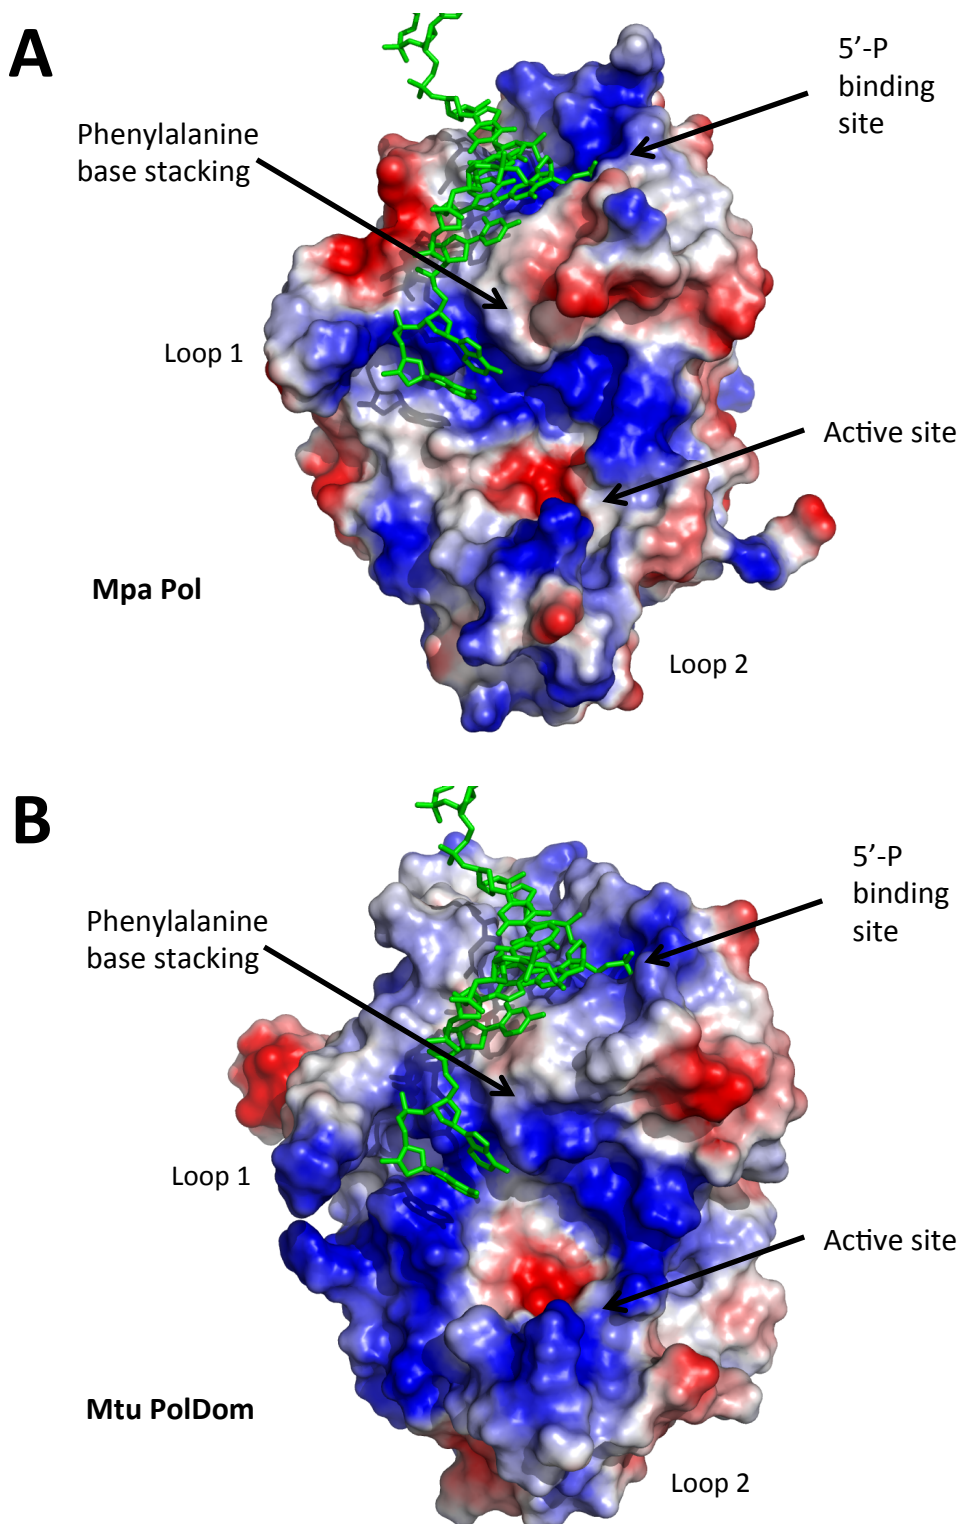 A
5’-P
binding
site
Phenylalanine
base stacking
Loop 1
Active site
Mpa Pol
Loop 2
B
5’-P
binding
site
Phenylalanine
base stacking
Loop 1
Active site
Mtu PolDom
Loop 2